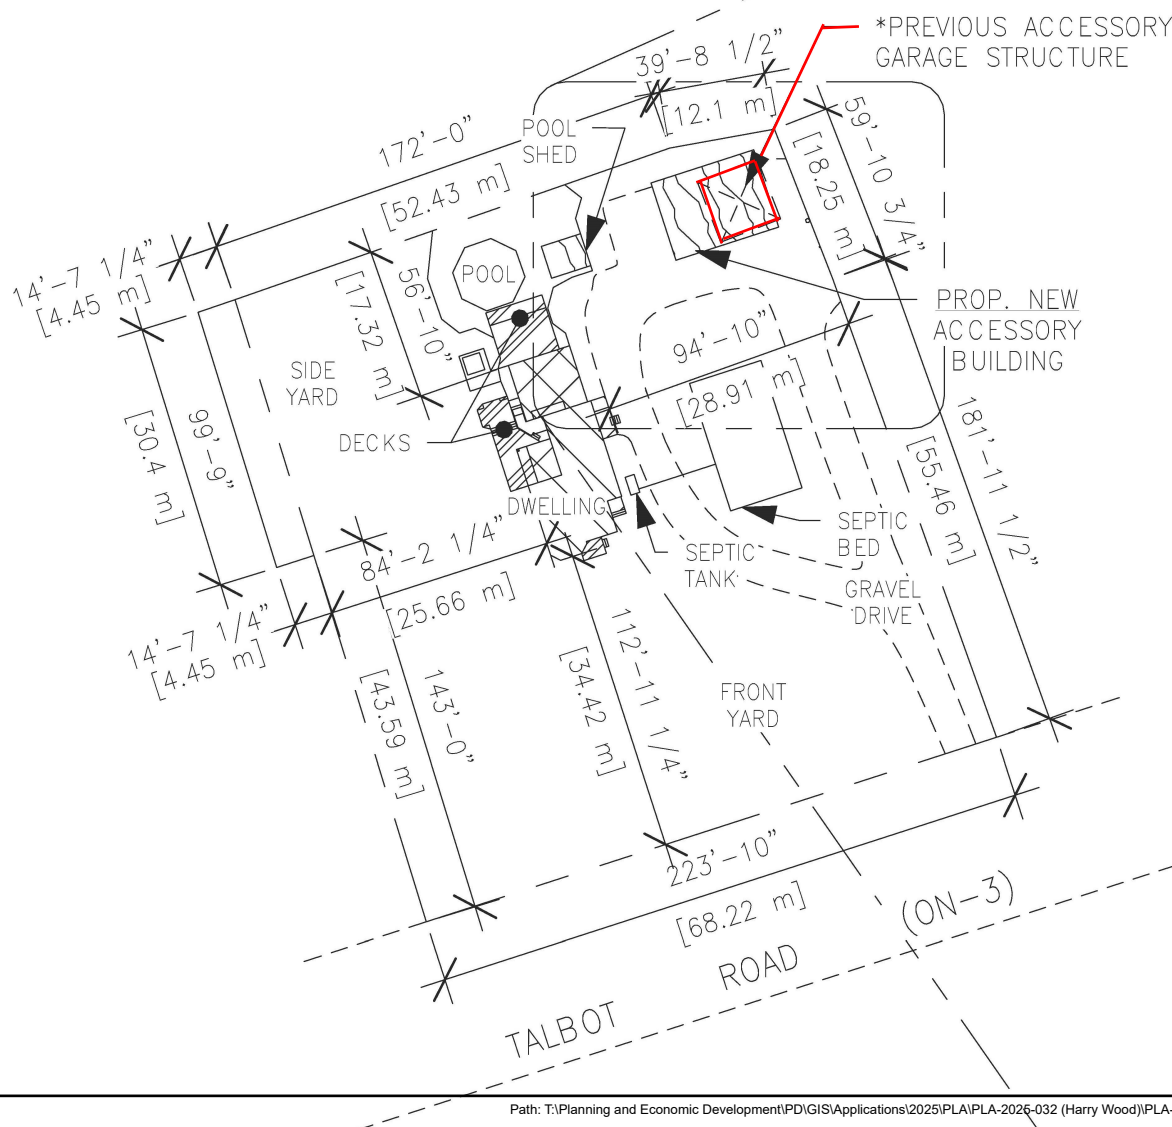 *PREVIOUS ACCESSORY
GARAGE STRUCTURE
39'-8 1/2"
[12.1 m]
172'-0"
[52.43 m]
POOL
SHED
59'-10 3/4"
[18.25 m]
14'-7 1/4"
[4.45 m]
[17.32 m]
56'-10"
POOL
PROP. NEW
ACCESSORY
BUILDING
94'-10"
[28.91 m]
SIDE
YARD
[30.4 m]
99'-9"
DECKS
181'-11 1/2"
[55.46 m]
DWELLING
SEPTIC
BED
SEPTIC
TANK
84'-2 1/4"
[25.66 m]
GRAVEL
DRIVE
14'-7 1/4"
[4.45 m]
[43.59 m]
143'-0"
[34.42 m]
112'-11 1/4"
FRONT
YARD
223'-10"
[68.22 m]
TALBOT ROAD (ON-3)
Path: T:\Planning and Economic Development\PD\GIS\Applications\2025\PLA\PLA-2025-032 (Harry Wood)\PLA-